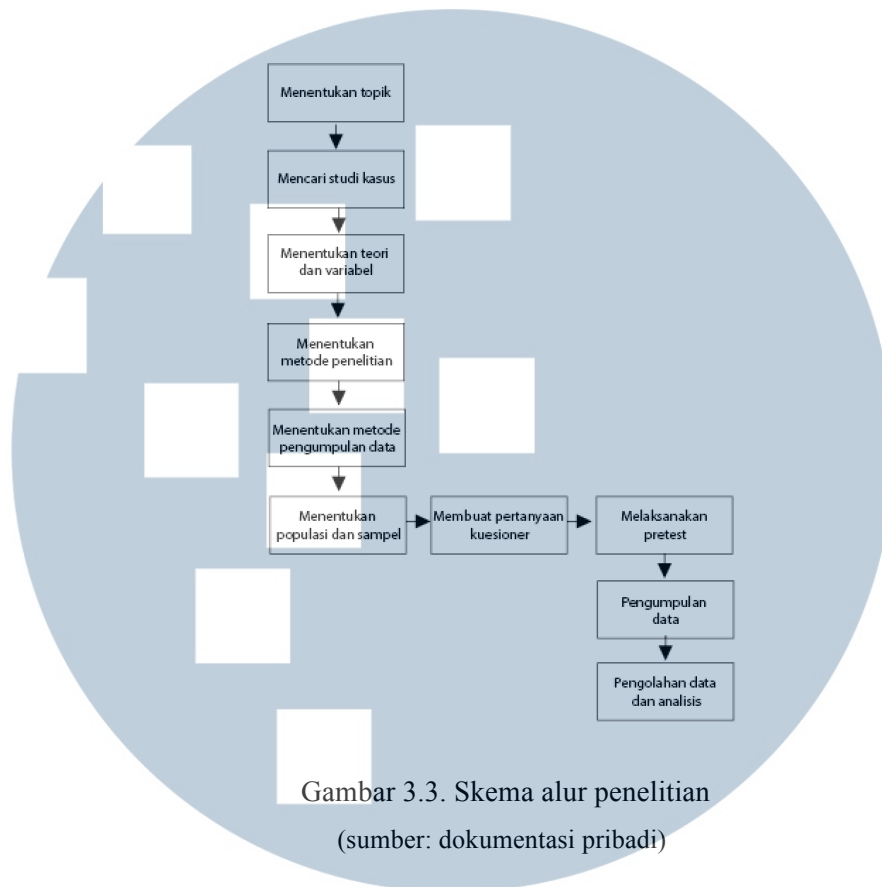 Menentukan topik
Mencari studi kasus
Menentukan teori
dan variabel
Menentukan
metode penelitian
Menentukan metode
pengumpulan data
Menentukan
populasi dan sampel
Membuat pertanyaan
kuesioner
Melaksanakan
pretest
Pengumpulan
data
Pengolahan data
dan analisis
Gambar 3.3. Skema alur penelitian
(sumber: dokumentasi pribadi)